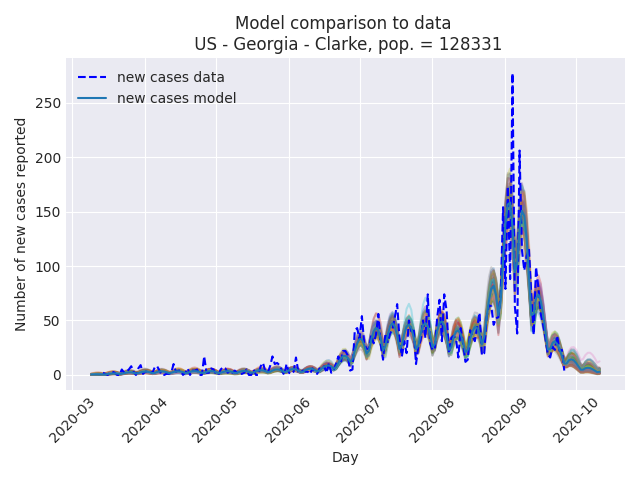 Model comparison to data
US - Georgia - Clarke, pop. = 128331
new cases data
new cases model
Number of new cases reported
250
200
150
100
50
0
2020-03
2020-04
2020-05
2020-06
2020-07
2020-08
2020-09
2020-10
Day